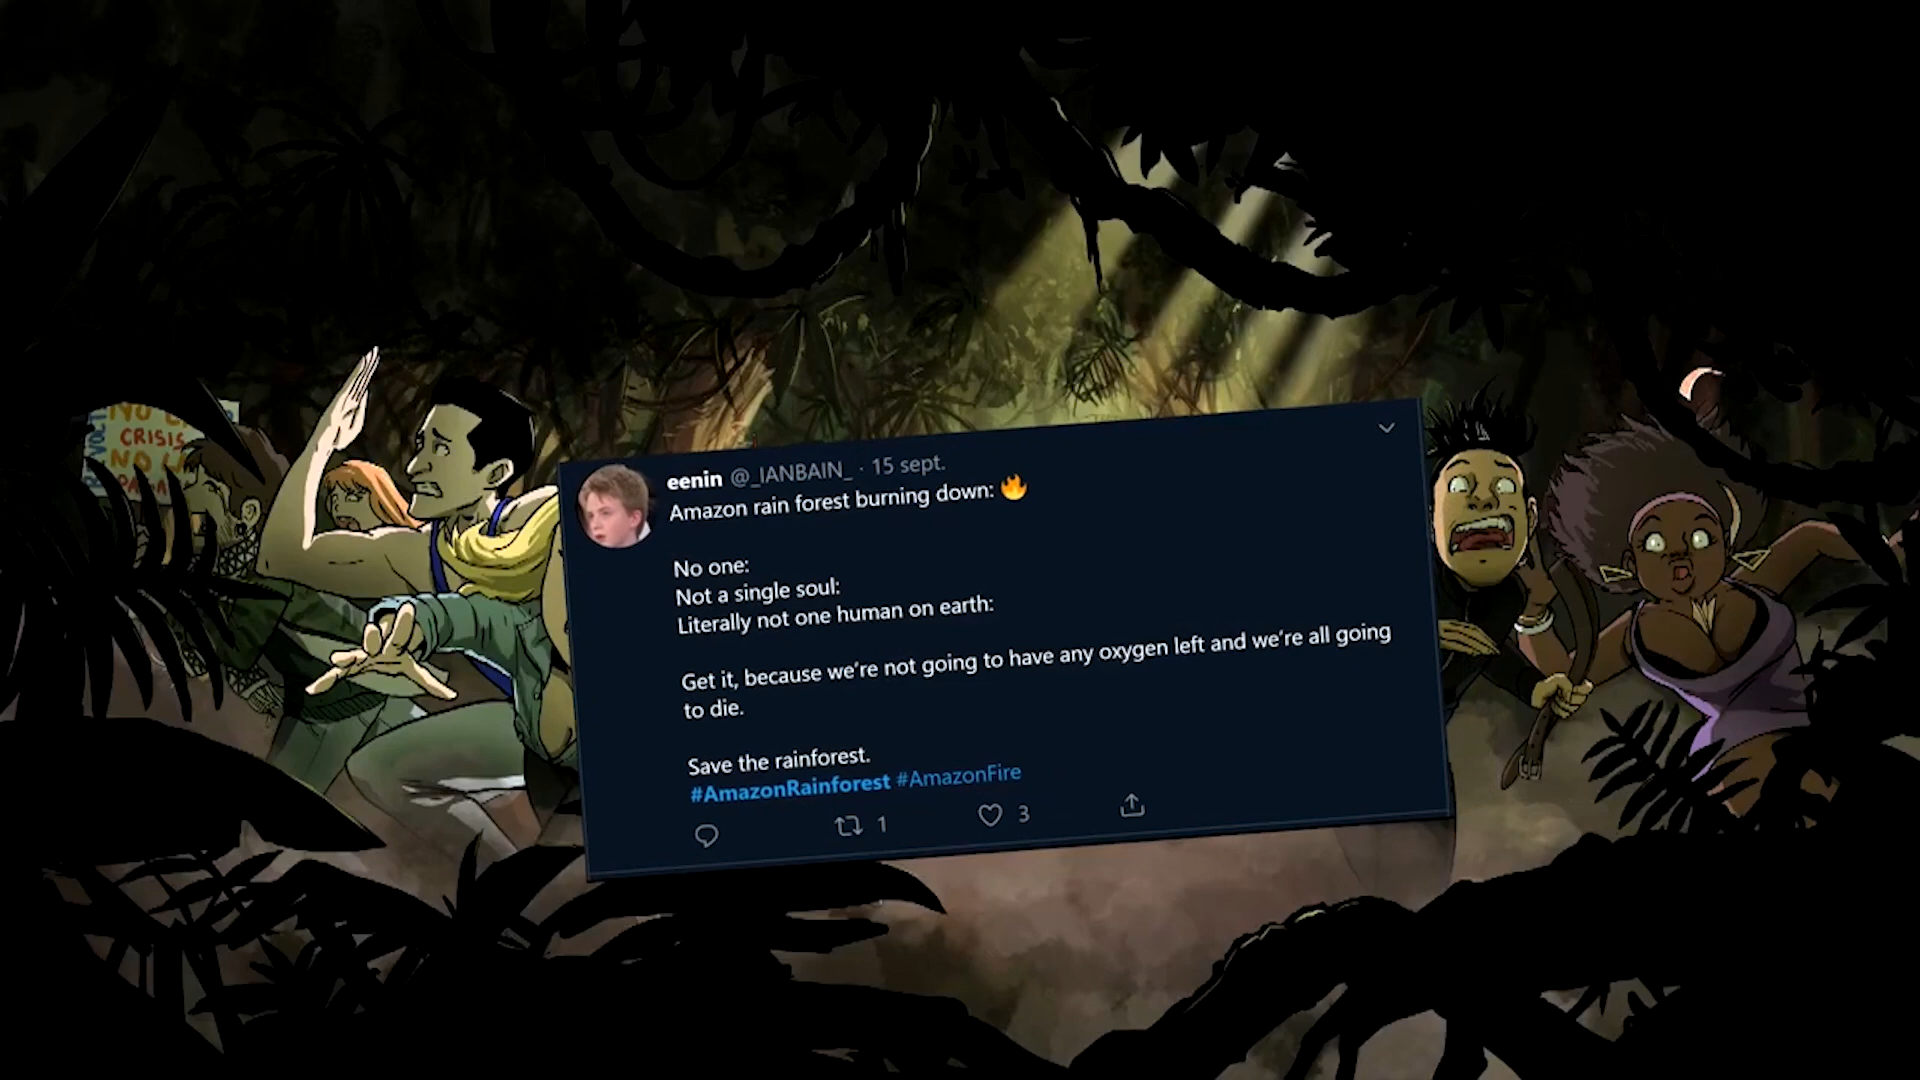 CRISIS
eenin @_IANBAIN_ · 15 sept.
Amazon rain forest burning down: 🔥
No one:
Not a single soul:
Literally not one human on earth:
Get it, because we're not going to have any oxygen left and we're all going
to die.
Save the rainforest.
#AmazonRainforest #AmazonFire
1 3